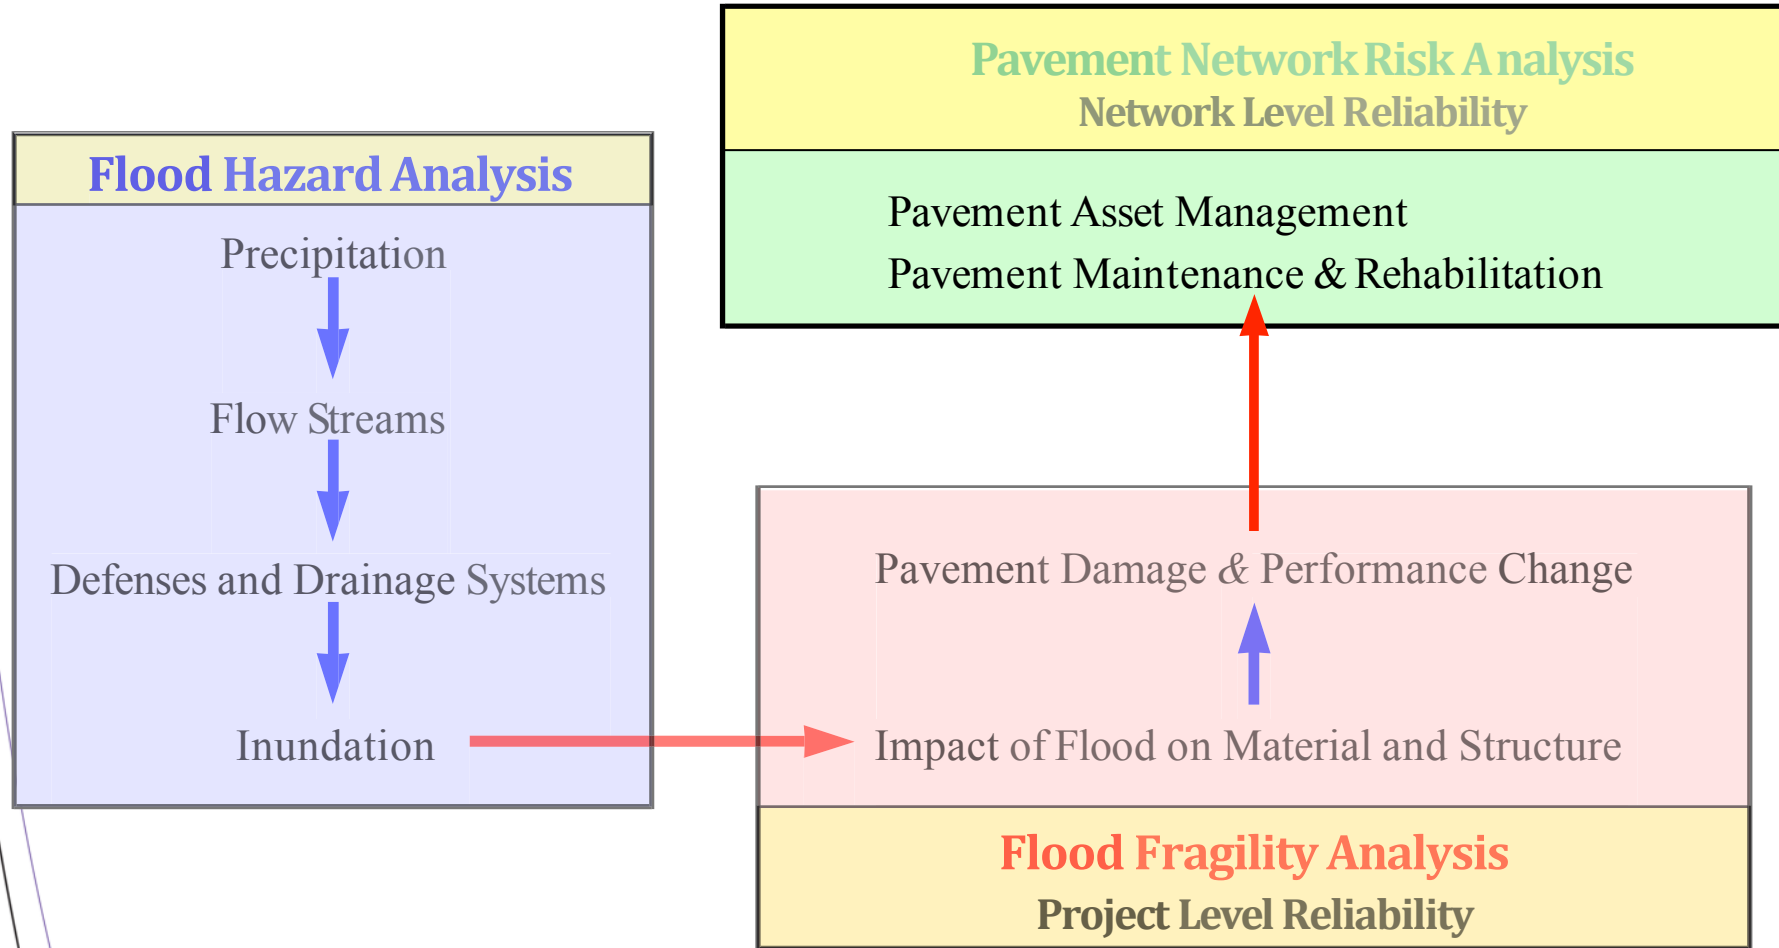 Pavement Network Risk Analysis
Network Level Reliability
Pavement Asset Management
Pavement Maintenance & Rehabilitation
Flood Hazard Analysis
Precipitation
Flow Streams
Defenses and Drainage Systems
Inundation
Pavement Damage & Performance Change
Impact of Flood on Material and Structure
Flood Fragility Analysis
Project Level Reliability